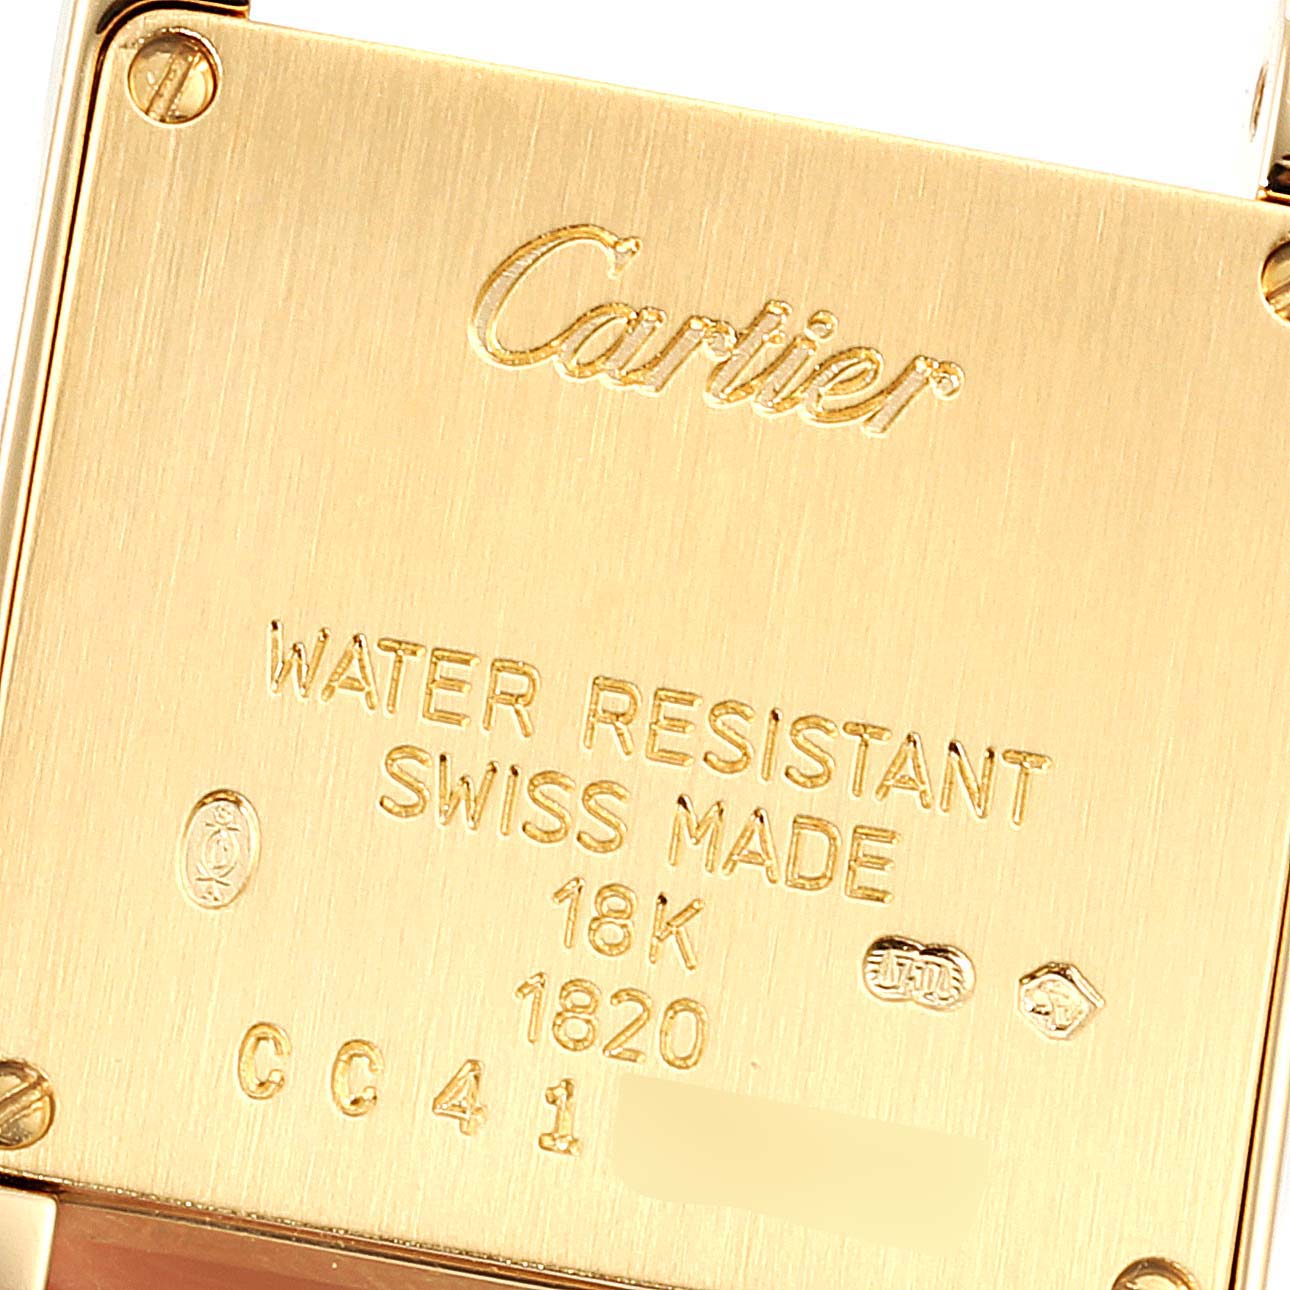 Cartier
WATER RESISTANT
SWISS MADE
18K
1820
CC41